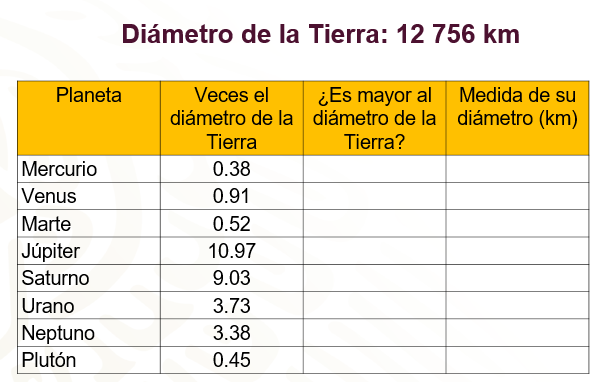 Diámetro de la Tierra: 12 756 km
Planeta
Veces el
diámetro de la
Tierra
¿Es mayor al
diámetro de la
Tierra?
Medida de su
diámetro (km)
Mercurio 0.38
Venus 0.91
Marte 0.52
Júpiter 10.97
Saturno 9.03
Urano 3.73
Neptuno 3.38
Plutón 0.45